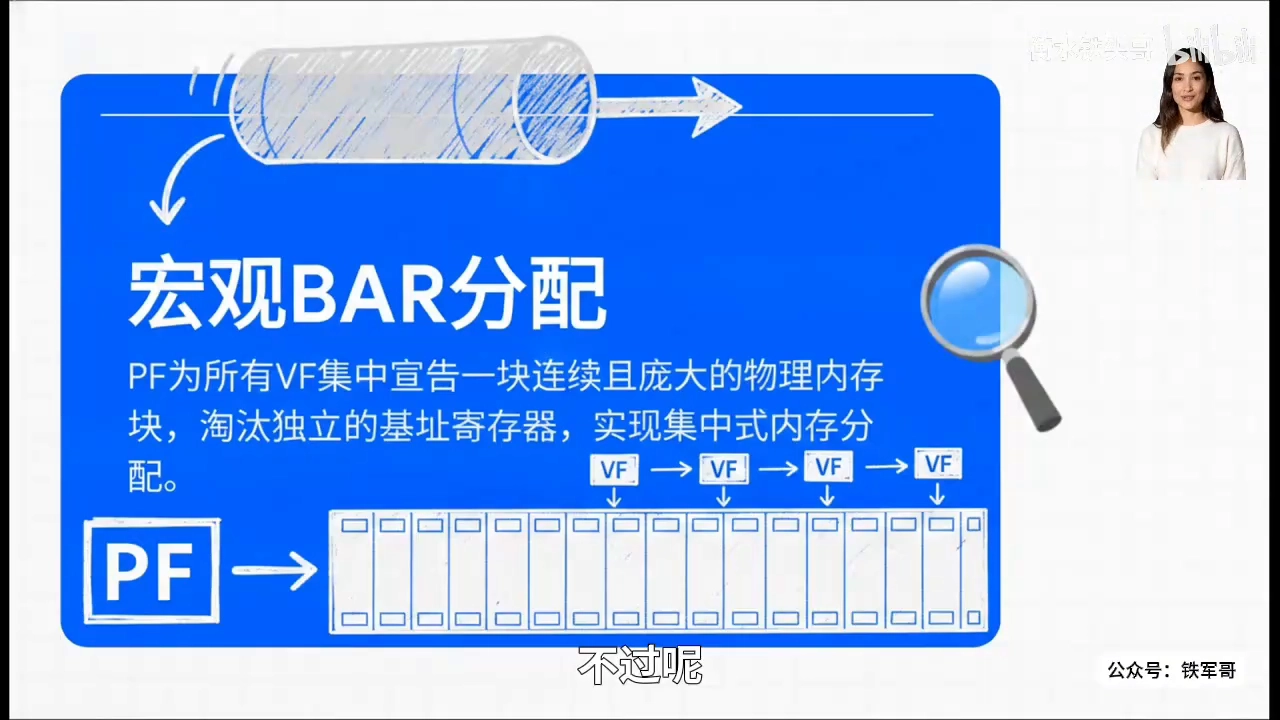 bilibili
宏观BAR分配
PF为所有VF集中宣告一块连续且庞大的物理内存
块，淘汰独立的基址寄存器，实现集中式内存分
配。
VF
VF
VF
VF
PF
不过呢
公众号：铁军哥